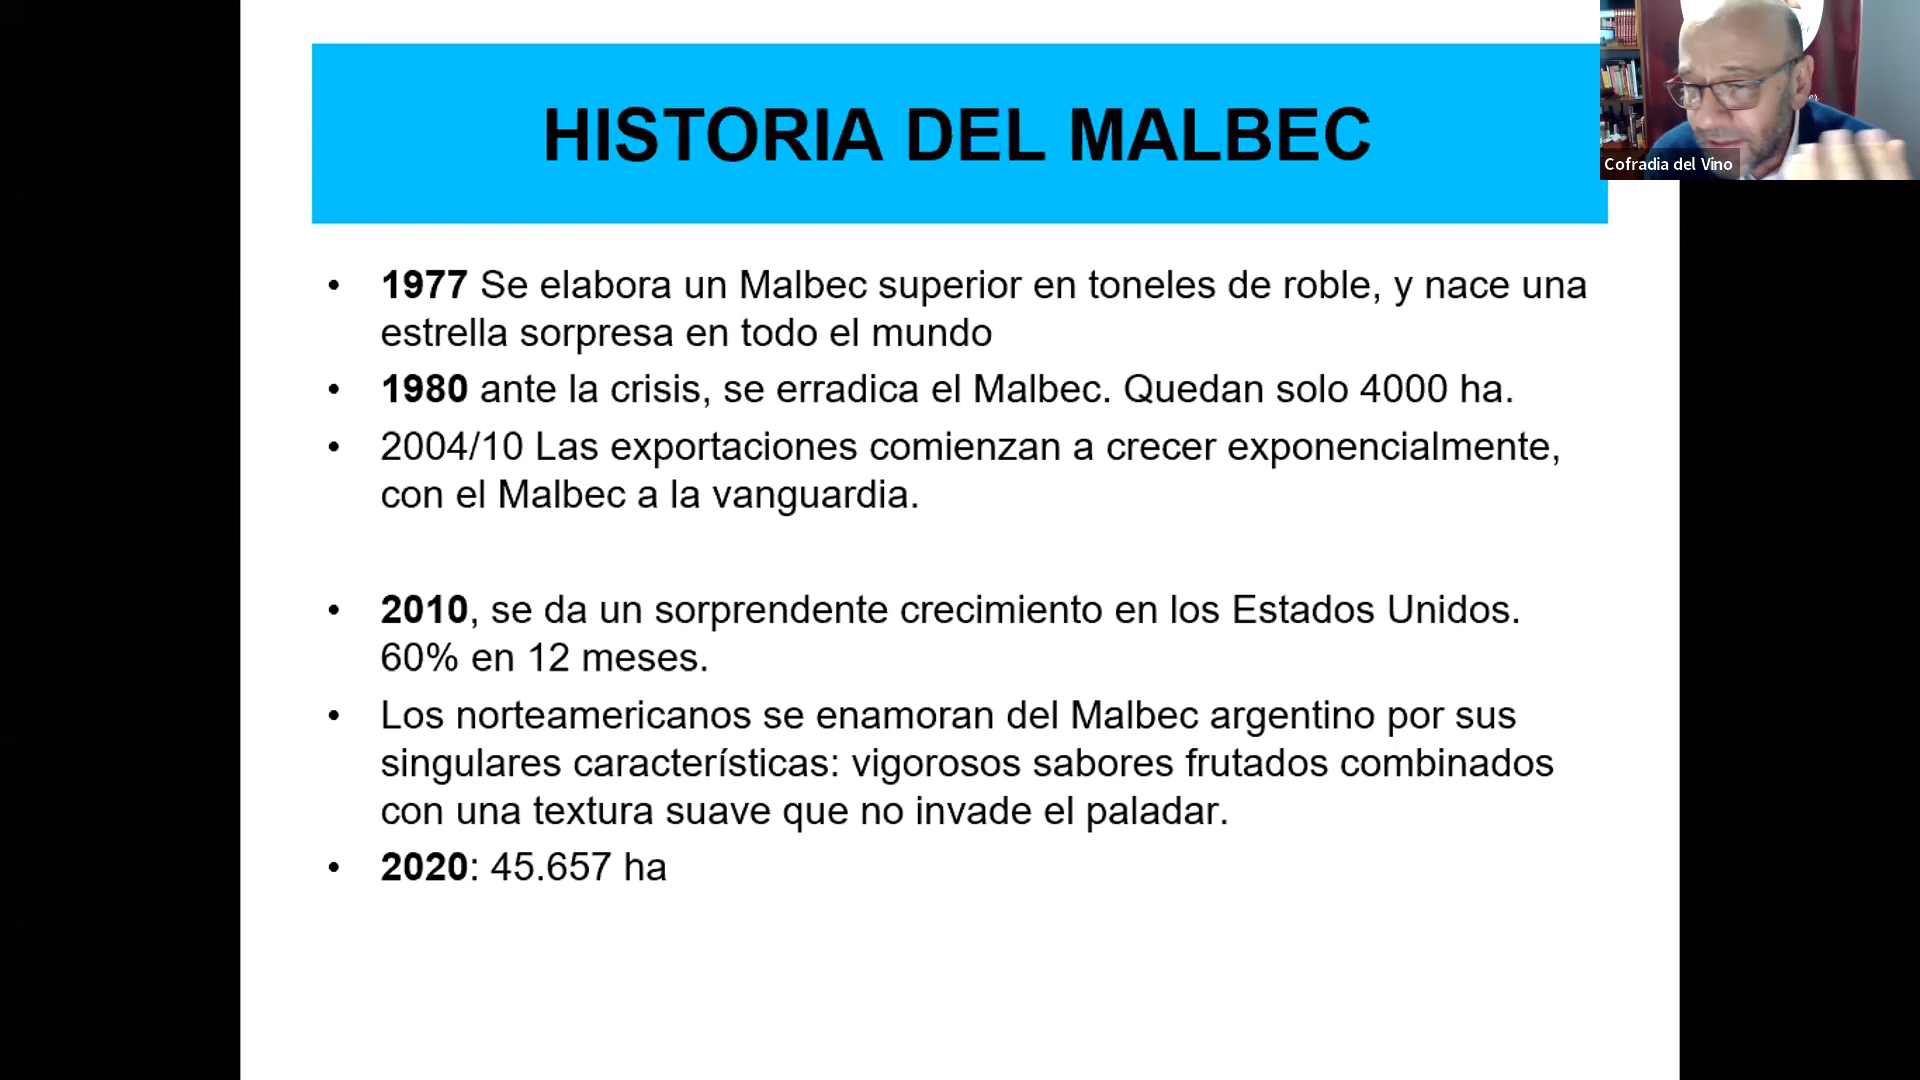 HISTORIA DEL MALBEC
Cofradia del Vino
• 1977 Se elabora un Malbec superior en toneles de roble, y nace una
estrella sorpresa en todo el mundo
• 1980 ante la crisis, se erradica el Malbec. Quedan solo 4000 ha.
• 2004/10 Las exportaciones comienzan a crecer exponencialmente,
con el Malbec a la vanguardia.
• 2010, se da un sorprendente crecimiento en los Estados Unidos.
60% en 12 meses.
• Los norteamericanos se enamoran del Malbec argentino por sus
singulares características: vigorosos sabores frutados combinados
con una textura suave que no invade el paladar.
• 2020: 45.657 ha